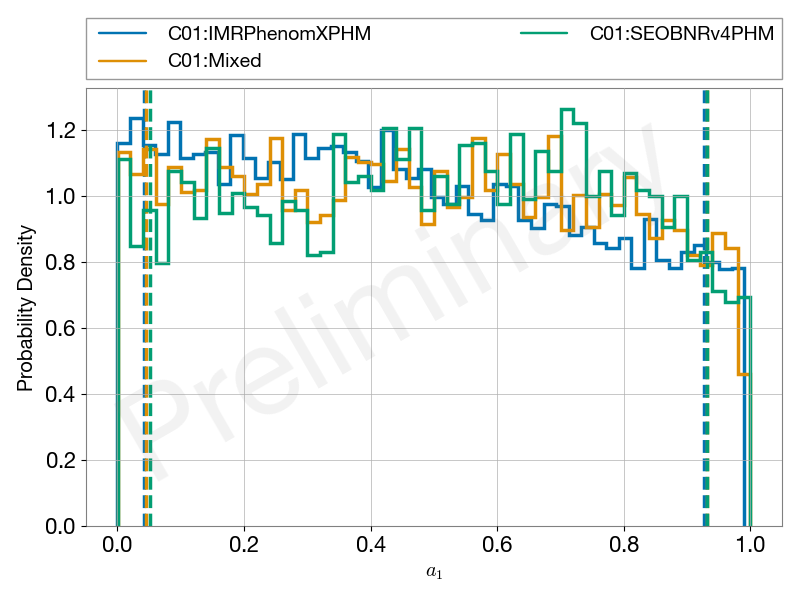 C01:IMRPhenomXPHM
C01:Mixed
C01:SEOBNRv4PHM
Probability Density
1.2
1.0
0.8
0.6
0.4
0.2
0.0
Preliminary
0.0 0.2 0.4 0.6 0.8 1.0
a₁